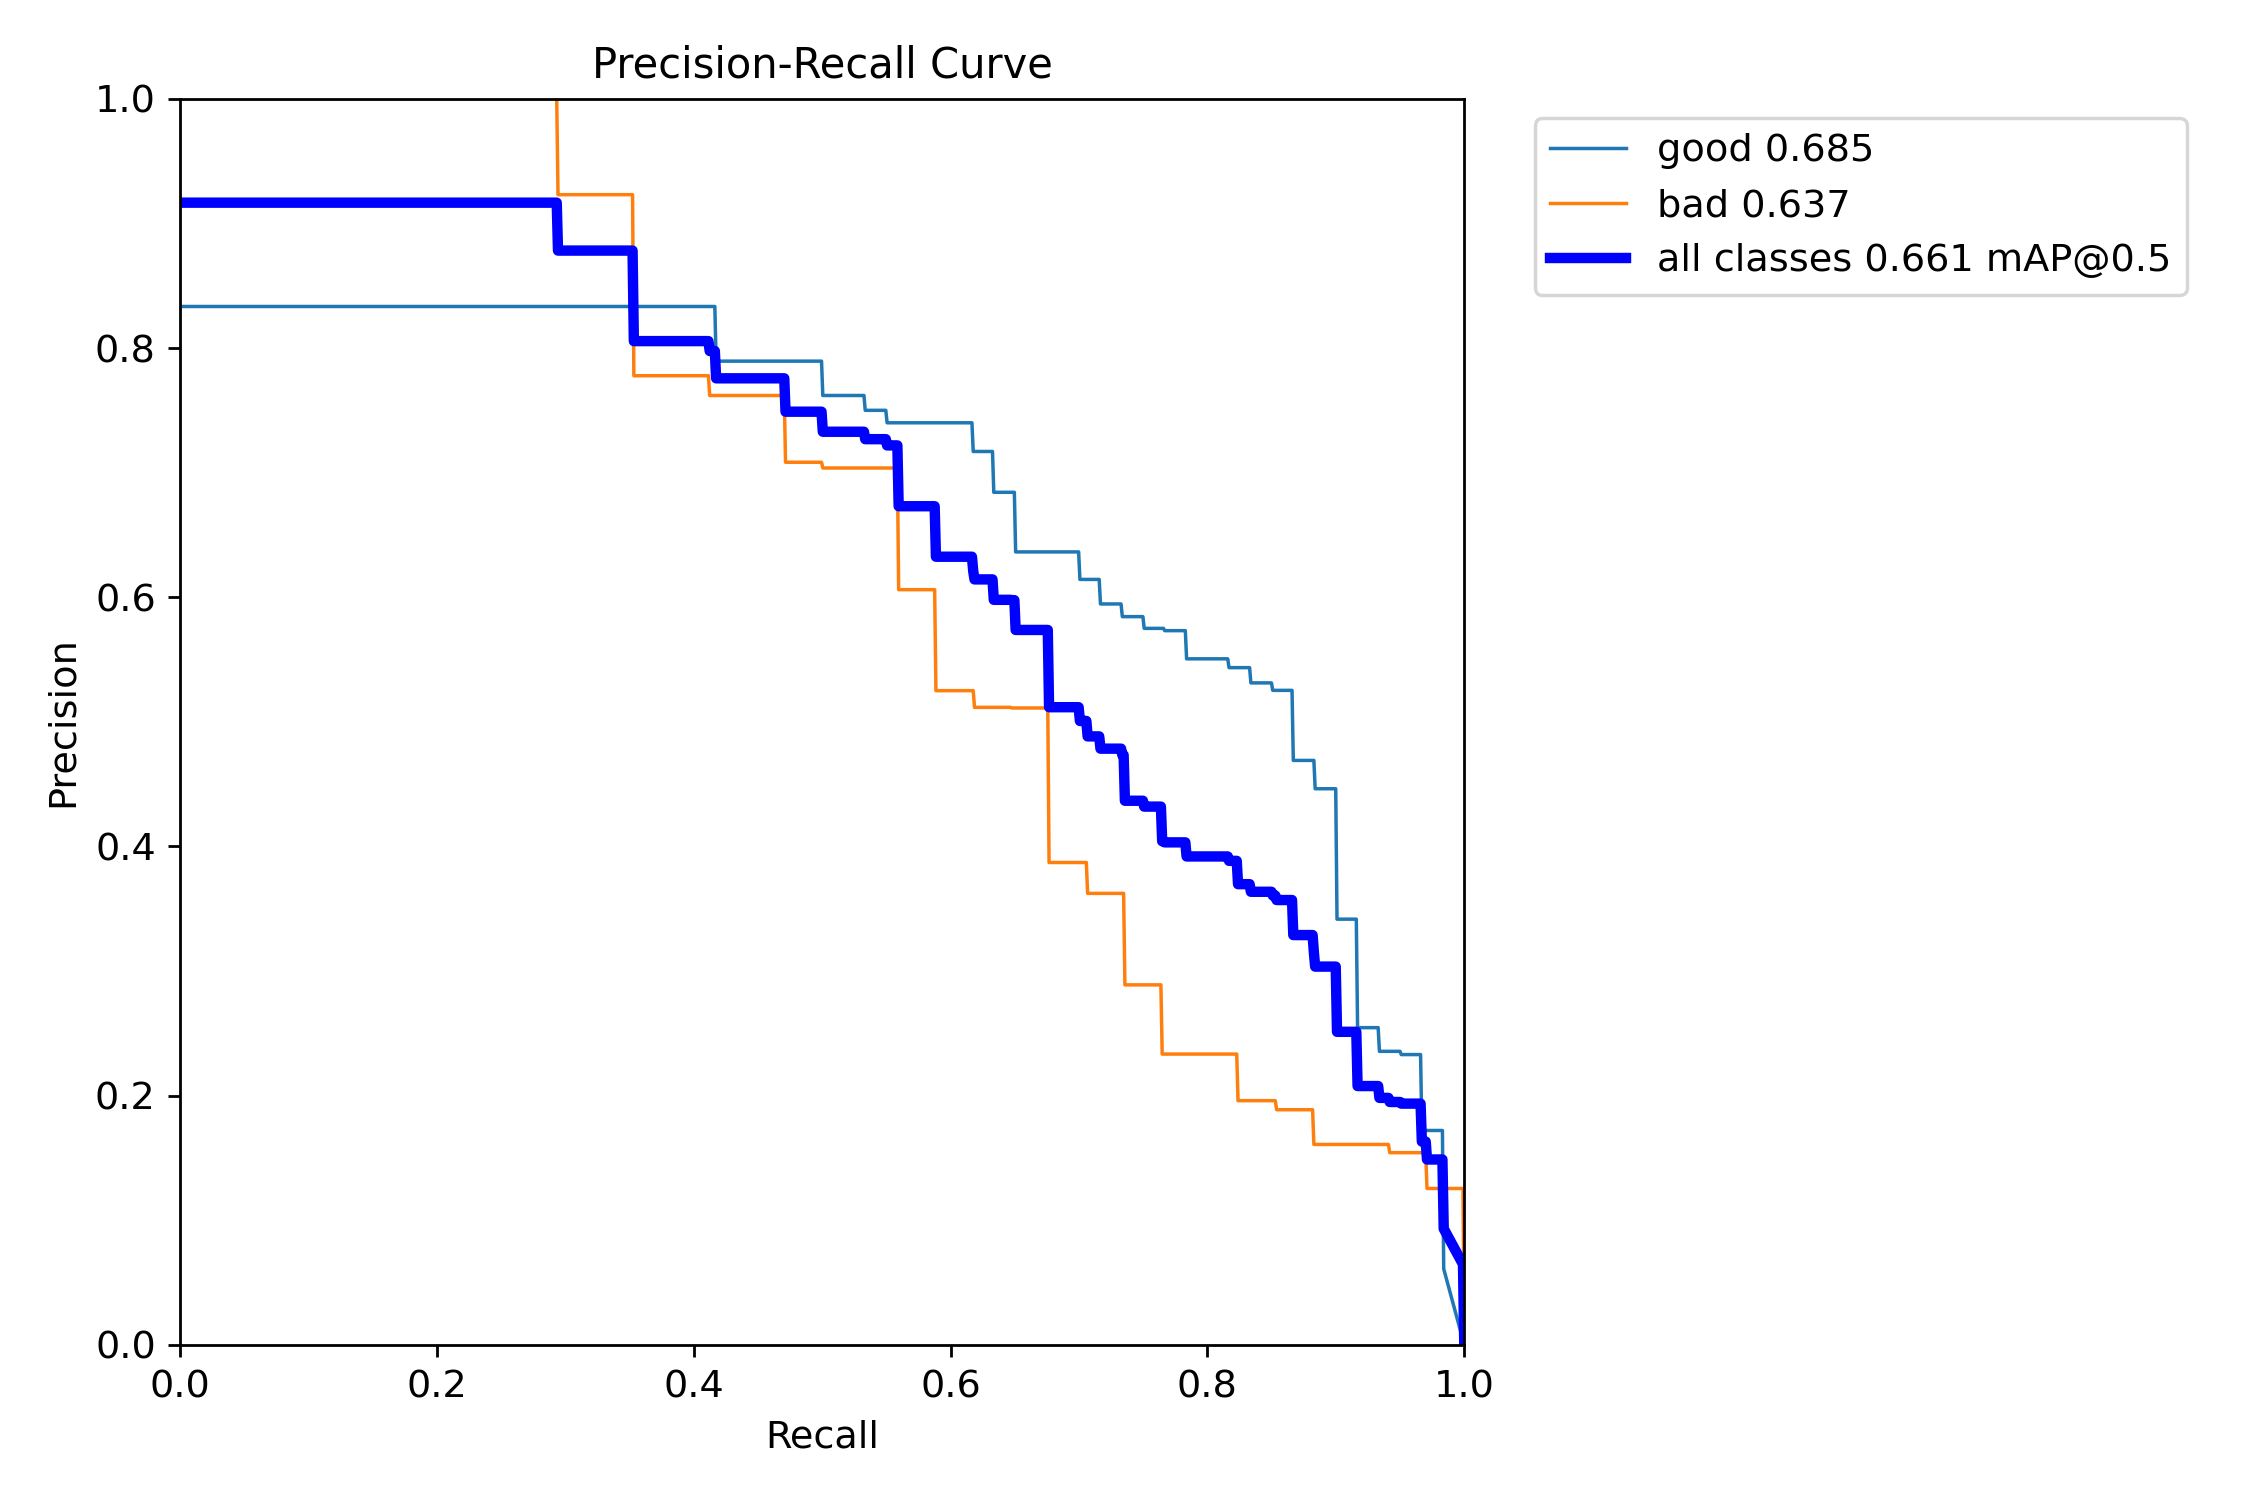 Precision-Recall Curve
1.0
0.8
0.6
0.4
0.2
0.0
Precision
0.0 0.2 0.4 0.6 0.8 1.0
Recall
good 0.685
bad 0.637
all classes 0.661 mAP@0.5